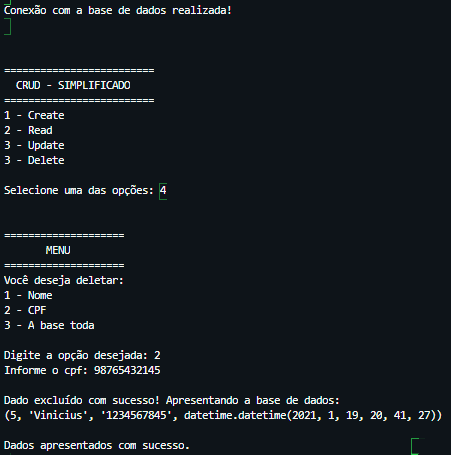 Conexão com a base de dados realizada!
=========================
CRUD - SIMPLIFICADO
=========================
1 - Create
2 - Read
3 - Update
3 - Delete
Selecione uma das opções: 4
====================
MENU
====================
Você deseja deletar:
1 - Nome
2 - CPF
3 - A base toda
Digite a opção desejada: 2
Informe o cpf: 98765432145
Dado excluído com sucesso! Apresentando a base de dados:
(5, 'Vinicius', '1234567845', datetime.datetime(2021, 1, 19, 20, 41, 27))
Dados apresentados com sucesso.